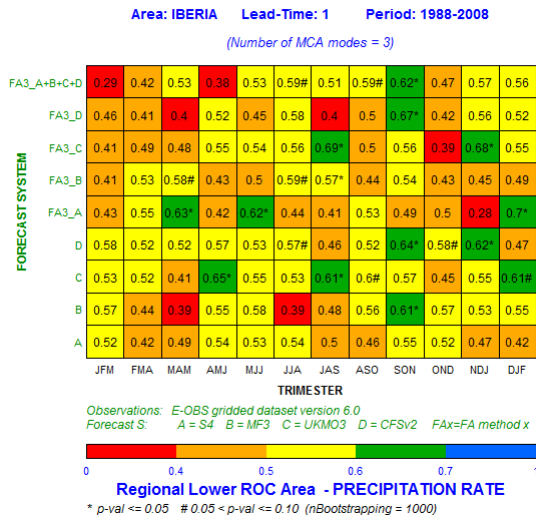 Area: IBERIA Lead-Time: 1 Period: 1988-2008
(Number of MCA modes = 3)
FORECAST SYSTEM
FA3_A+B+C+D 0.29 0.42 0.53 0.38 0.53 0.59# 0.51 0.59# 0.62* 0.47 0.57 0.56
FA3_D 0.46 0.41 0.4 0.52 0.45 0.58 0.4 0.5 0.67* 0.42 0.56 0.52
FA3_C 0.41 0.49 0.48 0.55 0.54 0.56 0.69* 0.5 0.56 0.39 0.68* 0.55
FA3_B 0.41 0.53 0.58# 0.43 0.5 0.59# 0.57* 0.44 0.54 0.43 0.45 0.49
FA3_A 0.43 0.55 0.63* 0.42 0.62* 0.44 0.41 0.53 0.49 0.5 0.28 0.7*
D 0.58 0.52 0.52 0.57 0.53 0.57# 0.46 0.52 0.64* 0.58# 0.62* 0.47
C 0.53 0.52 0.41 0.65* 0.55 0.53 0.61* 0.6# 0.57 0.45 0.55 0.61#
B 0.57 0.44 0.39 0.55 0.58 0.39 0.48 0.56 0.61* 0.57 0.53 0.55
A 0.52 0.42 0.49 0.54 0.53 0.54 0.5 0.46 0.55 0.52 0.47 0.42
JFM FMA MAM AMJ MJJ JJA JAS ASO SON OND NDJ DJF
TRIMESTER
Observations: E-OBS gridded dataset version 6.0
Forecast S: A = S4 B = MF3 C = UKMO3 D = CFSv2 FAx=FA method x
0 0.4 0.5 0.6 0.7 1
Regional Lower ROC Area - PRECIPITATION RATE
* p-val <= 0.05 # 0.05 < p-val <= 0.10 (nBootstrapping = 1000)